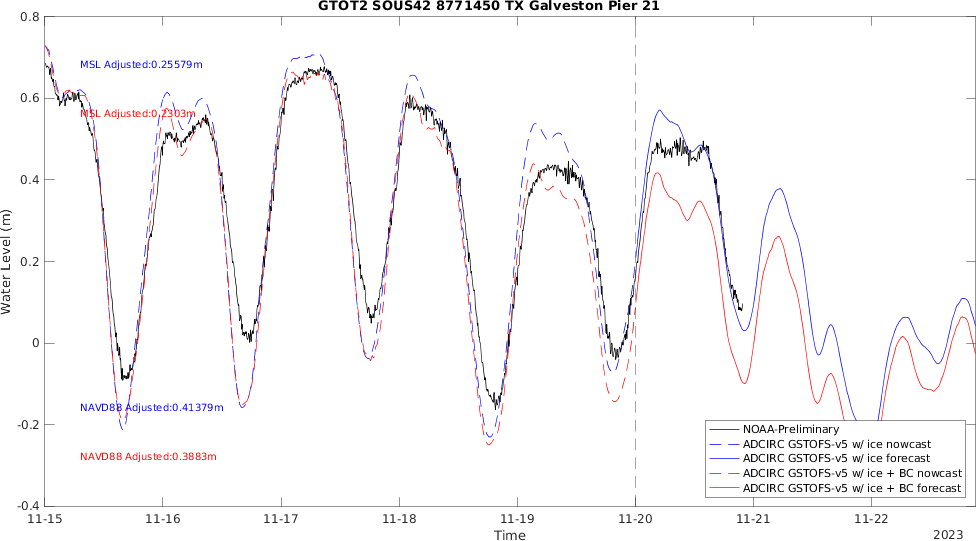 GTOT2 SOUS42 8771450 TX Galveston Pier 21
0.8
0.6
0.4
0.2
0
-0.2
-0.4
Water Level (m)
MSL Adjusted:0.25579m
MSL Adjusted:0.2303m
NAVD88 Adjusted:0.41379m
NAVD88 Adjusted:0.3883m
NOAA-Preliminary
ADCIRC GSTOFS-v5 w/ ice nowcast
ADCIRC GSTOFS-v5 w/ ice forecast
ADCIRC GSTOFS-v5 w/ ice + BC nowcast
ADCIRC GSTOFS-v5 w/ ice + BC forecast
11-15 11-16 11-17 11-18 11-19 11-20 11-21 11-22
Time
2023